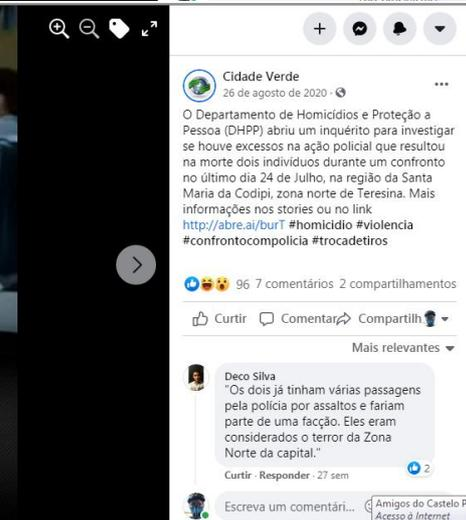 Cidade Verde
26 de agosto de 2020 ·
O Departamento de Homicídios e Proteção a
Pessoa (DHPP) abriu um inquérito para investigar
se houve excessos na ação policial que resultou
na morte dois indivíduos durante um confronto
no último dia 24 de Julho, na região da Santa
Maria da Codipi, zona norte de Teresina. Mais
informações nos stories ou no link
http://abre.ai/burT #homicidio #violencia
#confrontocompolicia #trocadetiros
96 7 comentários 2 compartilhamentos
Curtir Comentar Compartilh
Mais relevantes
Deco Silva
"Os dois já tinham várias passagens
pela polícia por assaltos e fariam
parte de uma facção. Eles eram
considerados o terror da Zona
Norte da capital."
2
Curtir · Responder · 27 sem
Escreva um comentári...
Amigos do Castelo P
Acesso à Internet